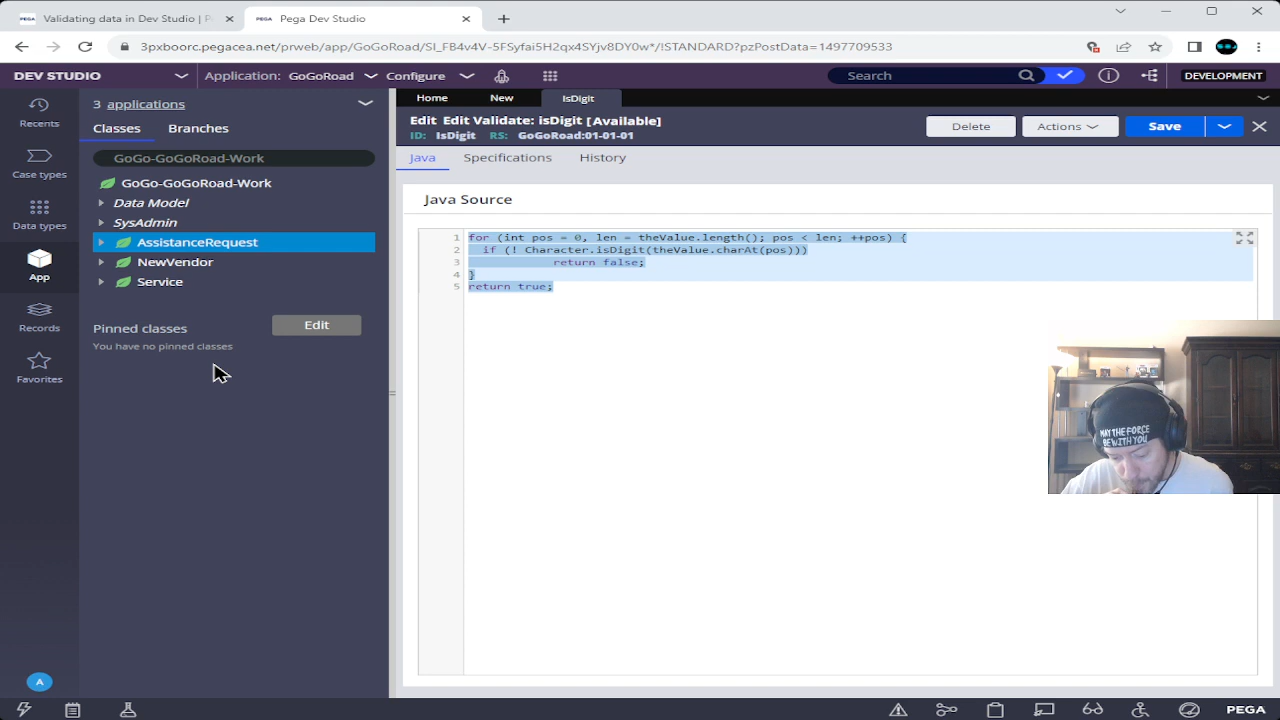 PEGA Validating data in Dev Studio | P
PEGA Pega Dev Studio
3pxboorc.pegacea.net/prweb/app/GoGoRoad/SI_FB4v4V-5FSyfai5H2qx4SYjv8DY0w*/!STANDARD?pzPostData=1497709533
DEV STUDIO
Application: GoGoRoad
Configure
Search
DEVELOPMENT
Recents
Case types
Data types
App
Records
Favorites
A
3 applications
Classes
Branches
GoGo-GoGoRoad-Work
GoGo-GoGoRoad-Work
Data Model
SysAdmin
AssistanceRequest
NewVendor
Service
Pinned classes
Edit
You have no pinned classes
Home
New
IsDigit
Edit Edit Validate: isDigit [Available]
ID: IsDigit RS: GoGoRoad:01-01-01
Delete
Actions
Save
Java
Specifications
History
Java Source
1 for (int pos = 0, len = theValue.length(); pos < len; ++pos) {
2 if (! Character.isDigit(theValue.charAt(pos)))
3 return false;
4 }
5 return true;
MAY THE FORCE
BE WITH YOU
PEGA